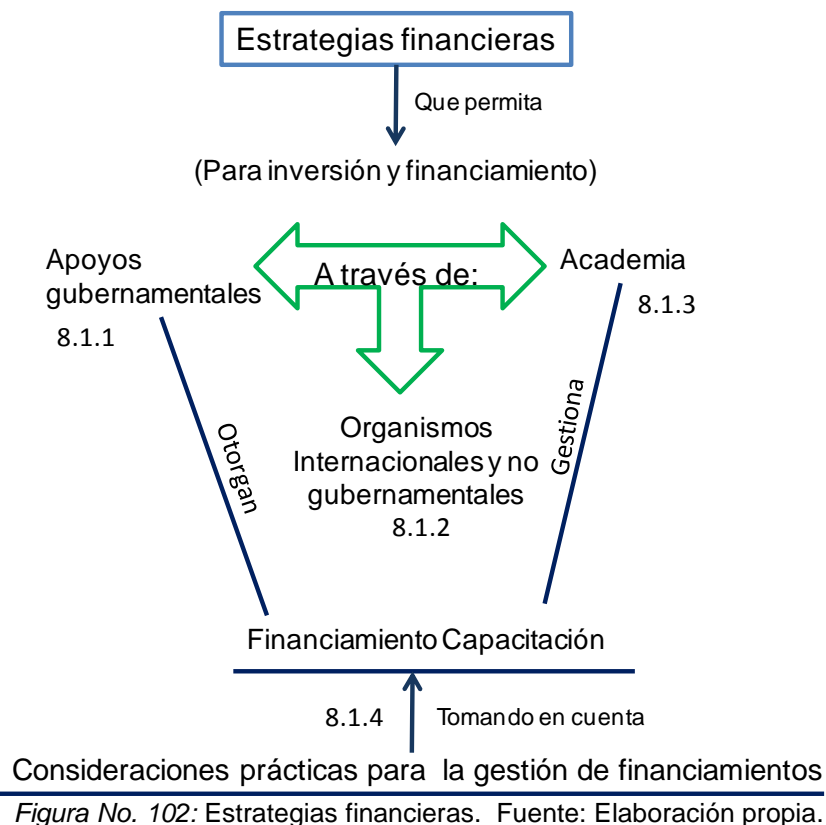 Estrategias financieras
Que permita
(Para inversión y financiamiento)
Apoyos
gubernamentales
8.1.1
A través de:
Academia
8.1.3
Otorgan
Organismos
Internacionales y no
gubernamentales
8.1.2
Gestiona
Financiamiento Capacitación
8.1.4 Tomando en cuenta
Consideraciones prácticas para la gestión de financiamientos
Figura No. 102: Estrategias financieras. Fuente: Elaboración propia.